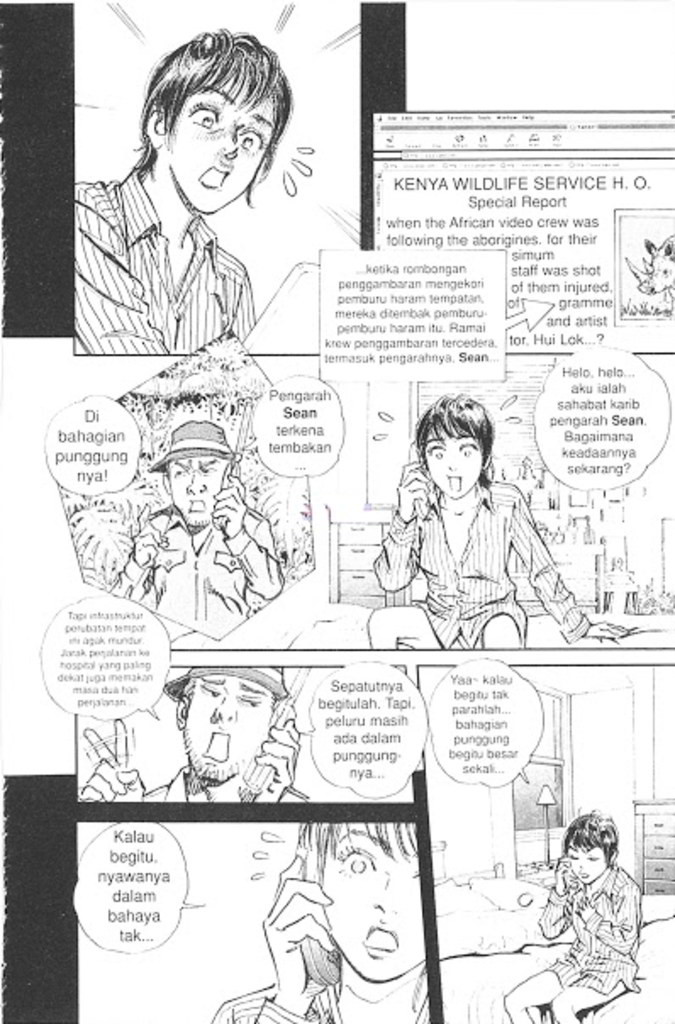 KENYA WILDLIFE SERVICE H. O.
Special Report
when the African video crew was
following the aborigines. for their
simum
staff was shot
of them injured,
of gramme
and artist
tor, Hui Lok...?
...ketika rombongan
penggambaran mengekori
pemburu haram tempatan,
mereka ditembak pemburu-
pemburu haram itu. Ramai
krew penggambaran tercedera,
termasuk pengarahnya, Sean...
Helo, helo...
aku ialah
sahabat karib
pengarah Sean.
Bagaimana
keadaannya
sekarang?
Pengarah
Sean
terkena
tembakan
...
Di
bahagian
punggung
nya!
Tapi infrastruktur
perubatan tempat
ini agak mundur.
Jarak perjalanan ke
hospital yang paling
dekat juga memakan
masa dua hari
perjalanan...
Sepatutnya
begitulah. Tapi,
peluru masih
ada dalam
punggung-
nya...
Yaa~ kalau
begitu tak
parahlah...
bahagian
punggung
begitu besar
sekali...
Kalau
begitu,
nyawanya
dalam
bahaya
tak...